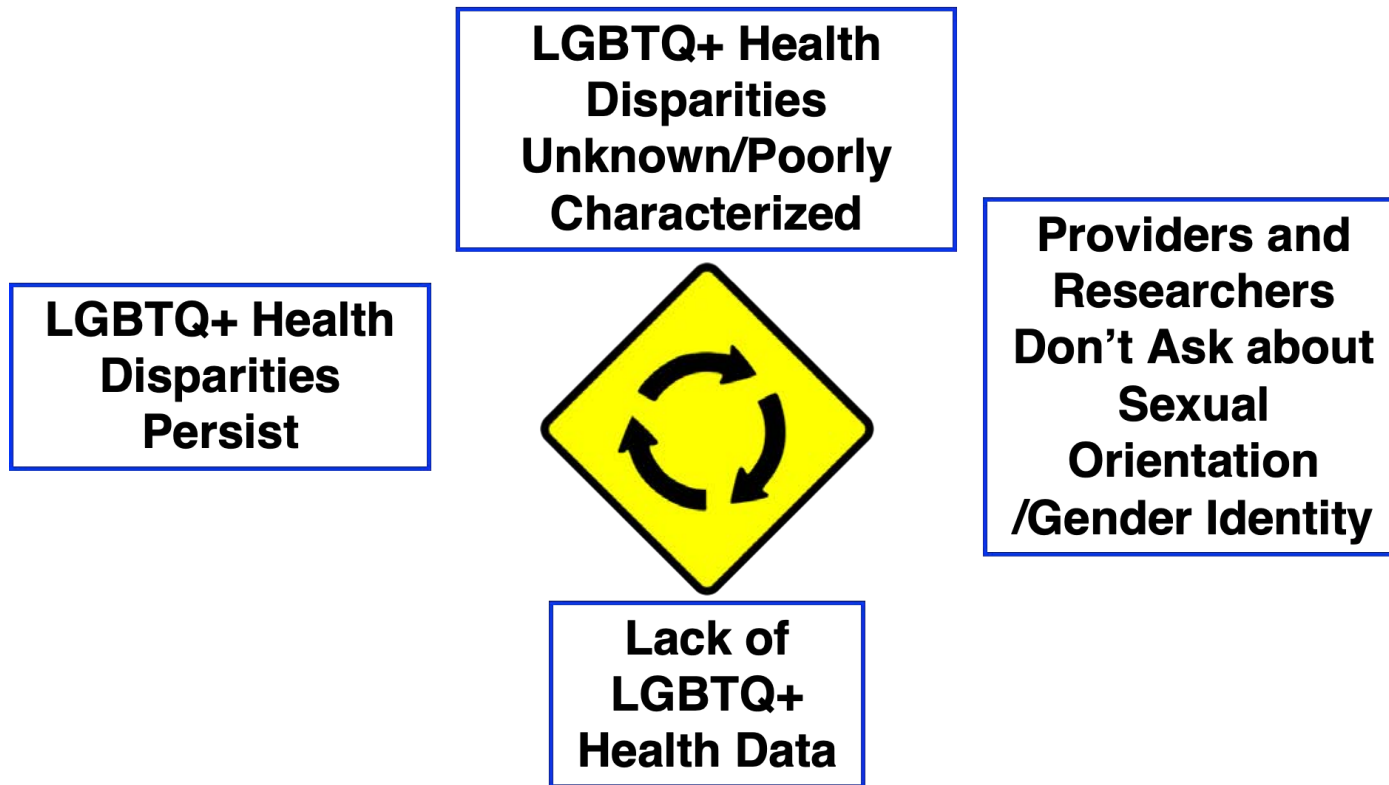 LGBTQ+ Health
Disparities
Unknown/Poorly
Characterized
Providers and
Researchers
Don’t Ask about
Sexual
Orientation
/Gender Identity
Lack of
LGBTQ+
Health Data
LGBTQ+ Health
Disparities
Persist